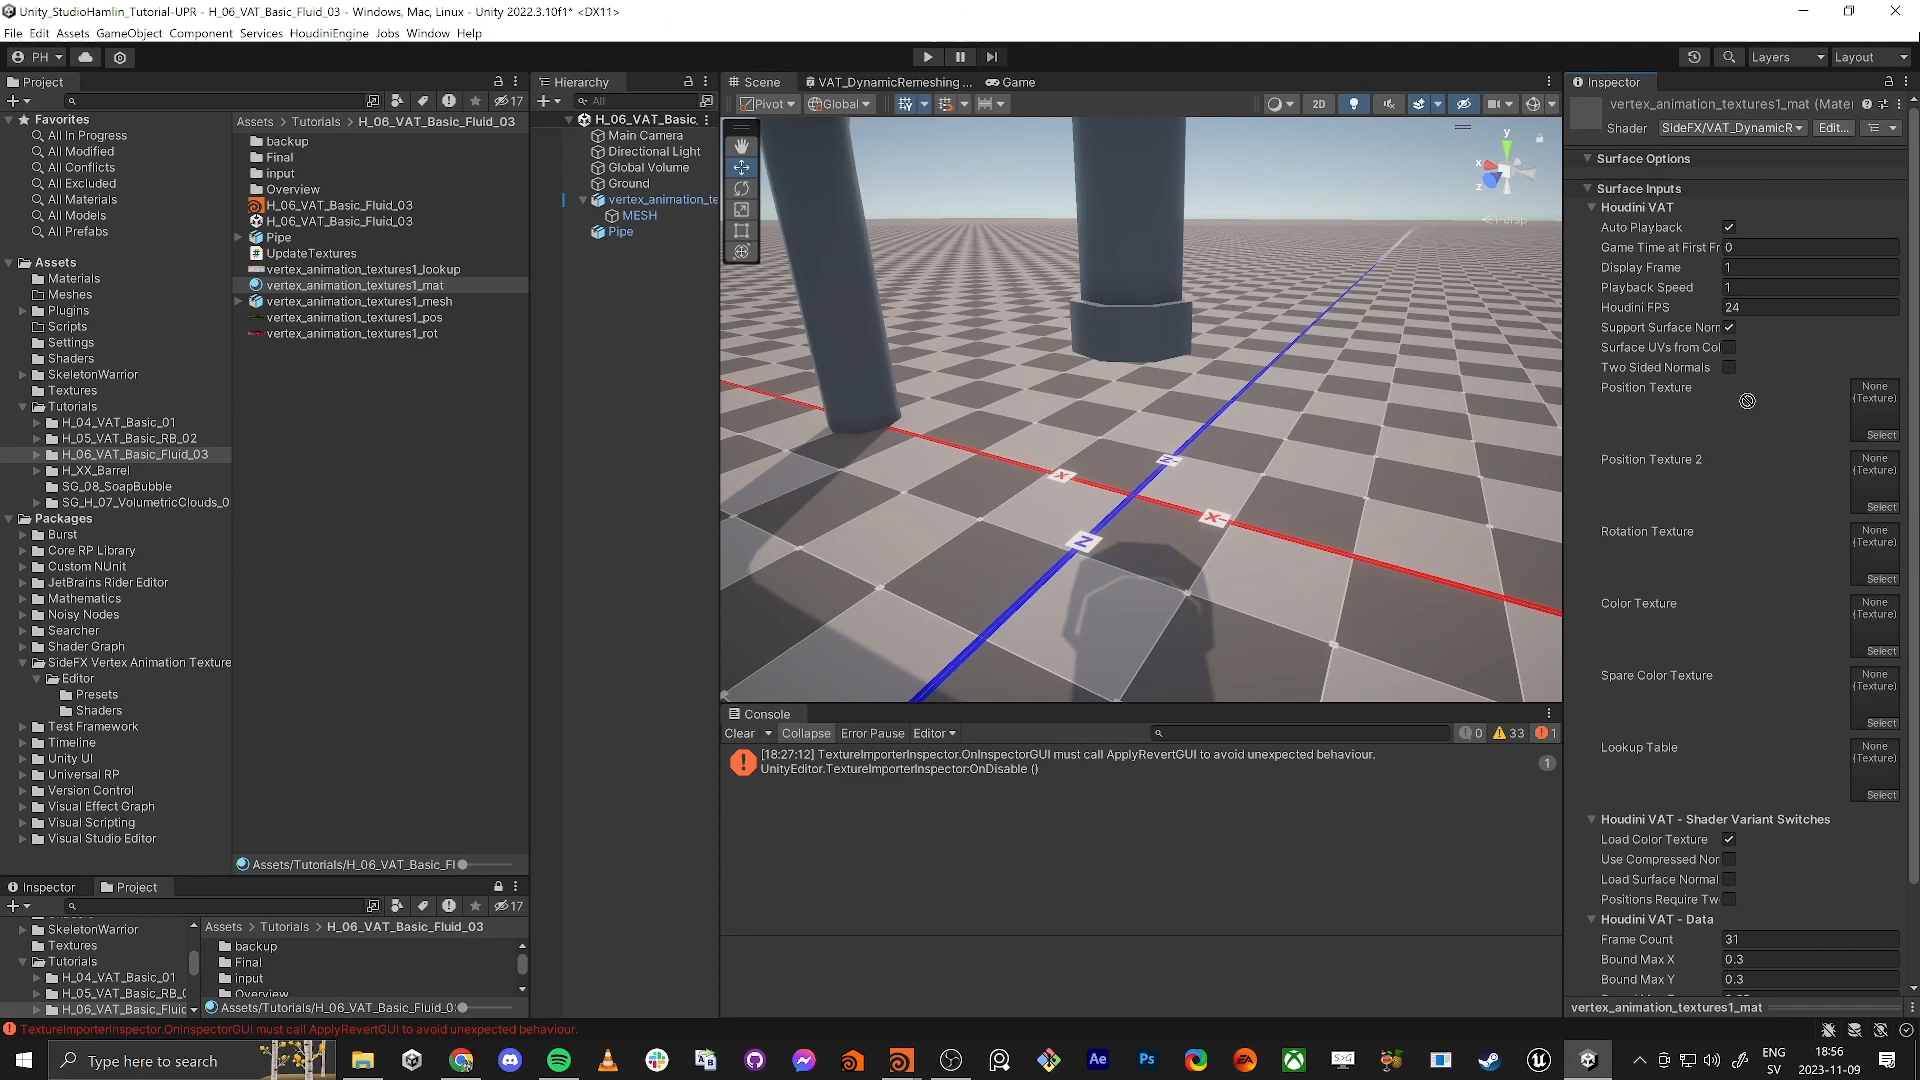 Unity_StudioHamlin_Tutorial-UPR - H_06_VAT_Basic_Fluid_03 - Windows, Mac, Linux - Unity 2022.3.10f1* <DX11>
File Edit Assets GameObject Component Services HoudiniEngine Jobs Window Help
PH
Layers
Layout
Project
17
Favorites
All In Progress
All Modified
All Conflicts
All Excluded
All Materials
All Models
All Prefabs
Assets
Materials
Meshes
Plugins
Scripts
Settings
Shaders
SkeletonWarrior
Textures
Tutorials
H_04_VAT_Basic_01
H_05_VAT_Basic_RB_02
H_06_VAT_Basic_Fluid_03
H_XX_Barrel
SG_08_SoapBubble
SG_H_07_VolumetricClouds_0
Packages
Burst
Core RP Library
Custom NUnit
JetBrains Rider Editor
Mathematics
Noisy Nodes
Searcher
Shader Graph
SideFX Vertex Animation Texture
Editor
Presets
Shaders
Test Framework
Timeline
Unity UI
Universal RP
Version Control
Visual Effect Graph
Visual Scripting
Visual Studio Editor
Assets > Tutorials > H_06_VAT_Basic_Fluid_03
backup
Final
input
Overview
H_06_VAT_Basic_Fluid_03
H_06_VAT_Basic_Fluid_03
Pipe
UpdateTextures
vertex_animation_textures1_lookup
vertex_animation_textures1_mat
vertex_animation_textures1_mesh
vertex_animation_textures1_pos
vertex_animation_textures1_rot
Assets/Tutorials/H_06_VAT_Basic_Fl
Inspector Project
17
SkeletonWarrior
Textures
Tutorials
H_04_VAT_Basic_01
H_05_VAT_Basic_RB_0
H_06_VAT_Basic_Fluid
Assets > Tutorials > H_06_VAT_Basic_Fluid_03
backup
Final
input
Overview
Assets/Tutorials/H_06_VAT_Basic_Fluid_0
Hierarchy
All
H_06_VAT_Basic_
Main Camera
Directional Light
Global Volume
Ground
vertex_animation_te
MESH
Pipe
Scene VAT_DynamicRemeshing ... Game
Pivot Global 2D
y
x
z
Persp
X
Z-
X-
Z
Console
Clear Collapse Error Pause Editor 0 33 1
[18:27:12] TextureImporterInspector.OnInspectorGUI must call ApplyRevertGUI to avoid unexpected behaviour.
UnityEditor.TextureImporterInspector:OnDisable ()
1
Inspector
vertex_animation_textures1_mat (Mater
Shader SideFX/VAT_DynamicR Edit...
Surface Options
Surface Inputs
Houdini VAT
Auto Playback
Game Time at First Fr 0
Display Frame 1
Playback Speed 1
Houdini FPS 24
Support Surface Norr
Surface UVs from Col
Two Sided Normals
Position Texture
None
(Texture)
Select
Position Texture 2
None
(Texture)
Select
Rotation Texture
None
(Texture)
Select
Color Texture
None
(Texture)
Select
Spare Color Texture
None
(Texture)
Select
Lookup Table
None
(Texture)
Select
Houdini VAT - Shader Variant Switches
Load Color Texture
Use Compressed Nor
Load Surface Normal
Positions Require Tw
Houdini VAT - Data
Frame Count 31
Bound Max X 0.3
Bound Max Y 0.3
vertex_animation_textures1_mat
TextureImporterInspector.OnInspectorGUI must call ApplyRevertGUI to avoid unexpected behaviour.
Type here to search
Ae
Ps
EA
ENG
SV
18:56
2023-11-09